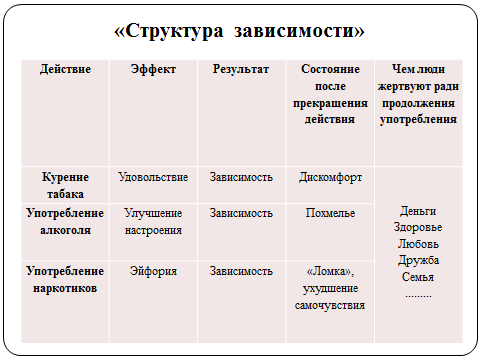 «Структура зависимости»
Действие
Эффект
Результат
Состояние
после
прекращения
действия
Чем люди
жертвуют ради
продолжения
употребления
Курение
табака
Удовольствие
Зависимость
Дискомфорт
Употребление
алкоголя
Улучшение
настроения
Зависимость
Похмелье
Употребление
наркотиков
Эйфория
Зависимость
«Ломка»,
ухудшение
самочувствия
Деньги
Здоровье
Любовь
Дружба
Семья
.........